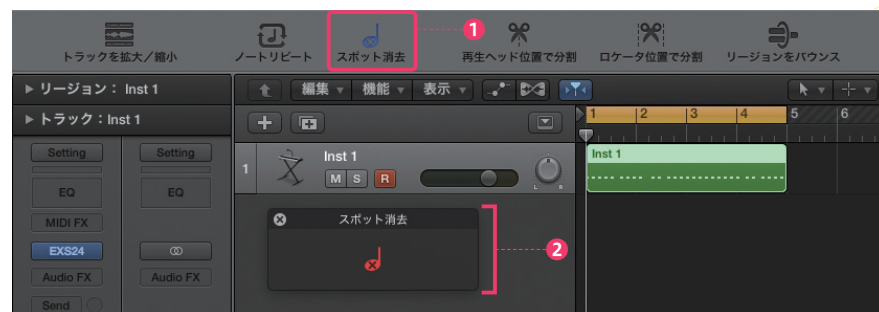 1
トラックを拡大／縮小
ノートリピート
スポット消去
再生ヘッド位置で分割
ロケータ位置で分割
リージョンをバウンス
▶ リージョン： Inst 1
編集 機能 表示
▶ トラック：Inst 1
1 2 3 4 5 6
Setting Setting
EQ EQ
MIDI FX
EXS24
Audio FX Audio FX
Send
1
Inst 1
M S R
L R
Inst 1
スポット消去
2